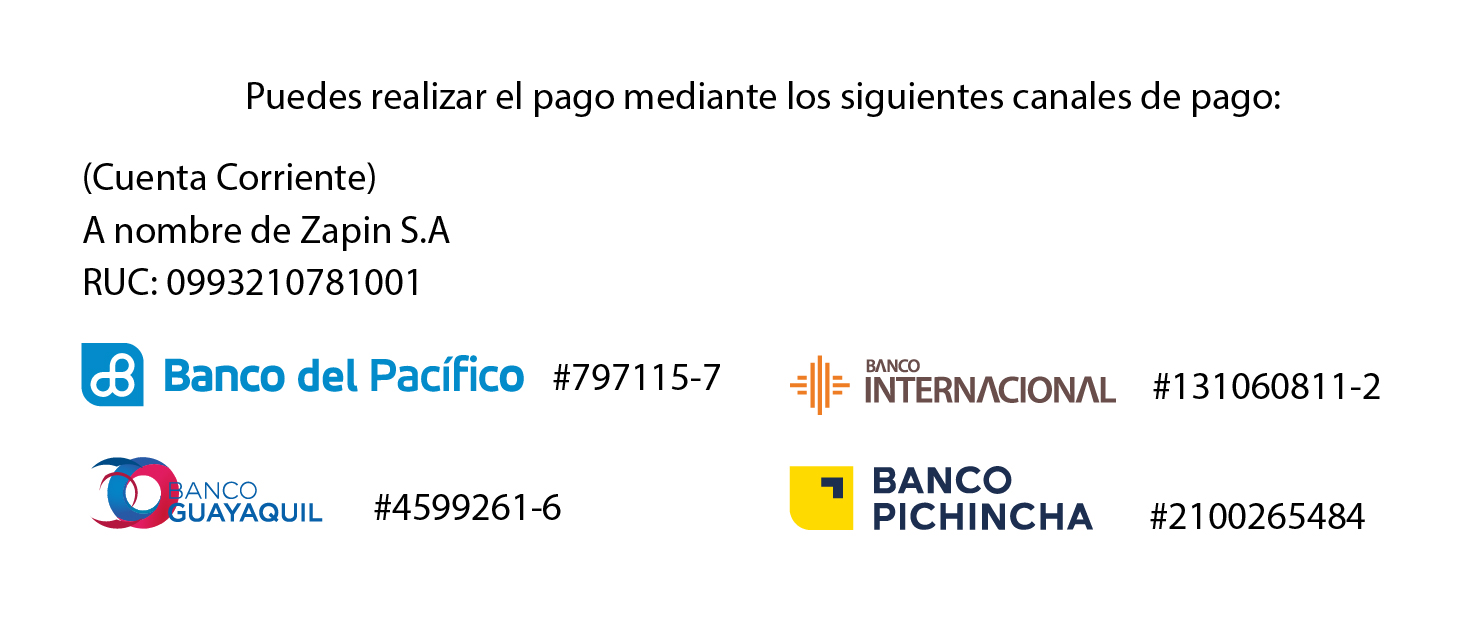 Puedes realizar el pago mediante los siguientes canales de pago:
(Cuenta Corriente)
A nombre de Zapin S.A
RUC: 0993210781001
Banco del Pacífico #797115-7
BANCO
INTERNACIONAL #131060811-2
BANCO
GUAYAQUIL #4599261-6
BANCO
PICHINCHA #2100265484